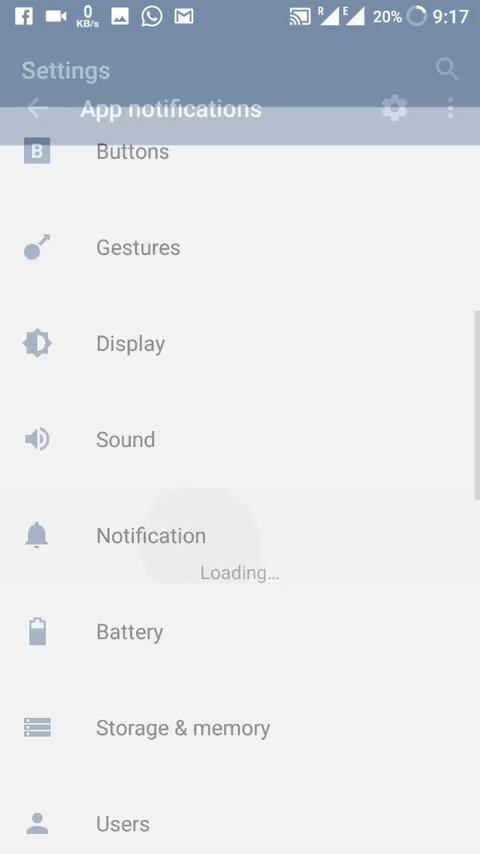 0 KB/s R E 20% 9:17
Settings
App notifications
B Buttons
Gestures
Display
Sound
Notification
Loading...
Battery
Storage & memory
Users